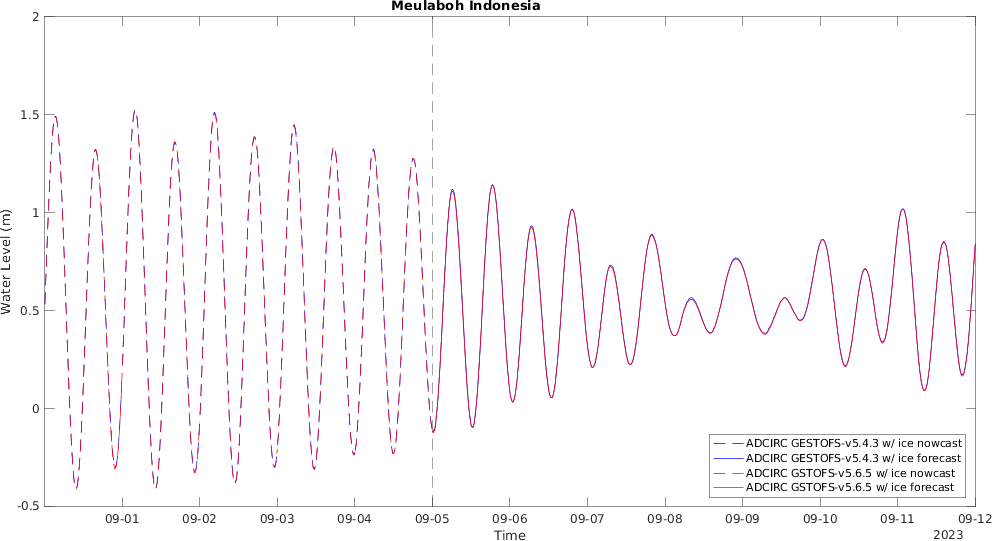 Meulaboh Indonesia
2
1.5
1
0.5
0
-0.5
Water Level (m)
09-01 09-02 09-03 09-04 09-05 09-06 09-07 09-08 09-09 09-10 09-11 09-12
2023
Time
ADCIRC GESTOFS-v5.4.3 w/ ice nowcast
ADCIRC GESTOFS-v5.4.3 w/ ice forecast
ADCIRC GSTOFS-v5.6.5 w/ ice nowcast
ADCIRC GSTOFS-v5.6.5 w/ ice forecast